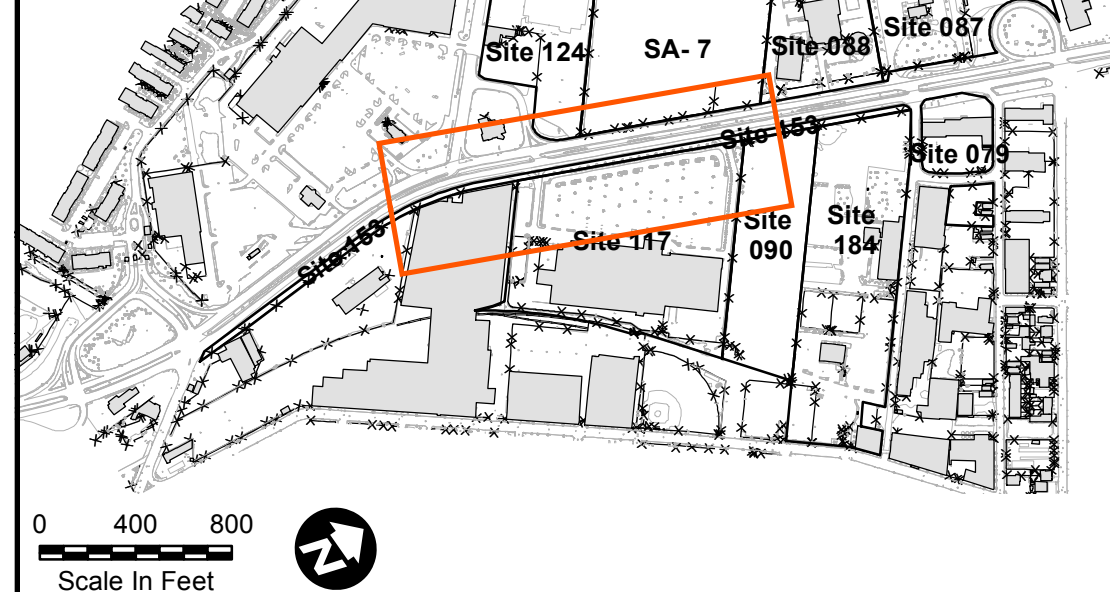 Site 087
Site 124
SA- 7
Site 088
Site 153
Site 079
Site 153
Site 117
Site
090
Site
184
0 400 800
Scale In Feet
N